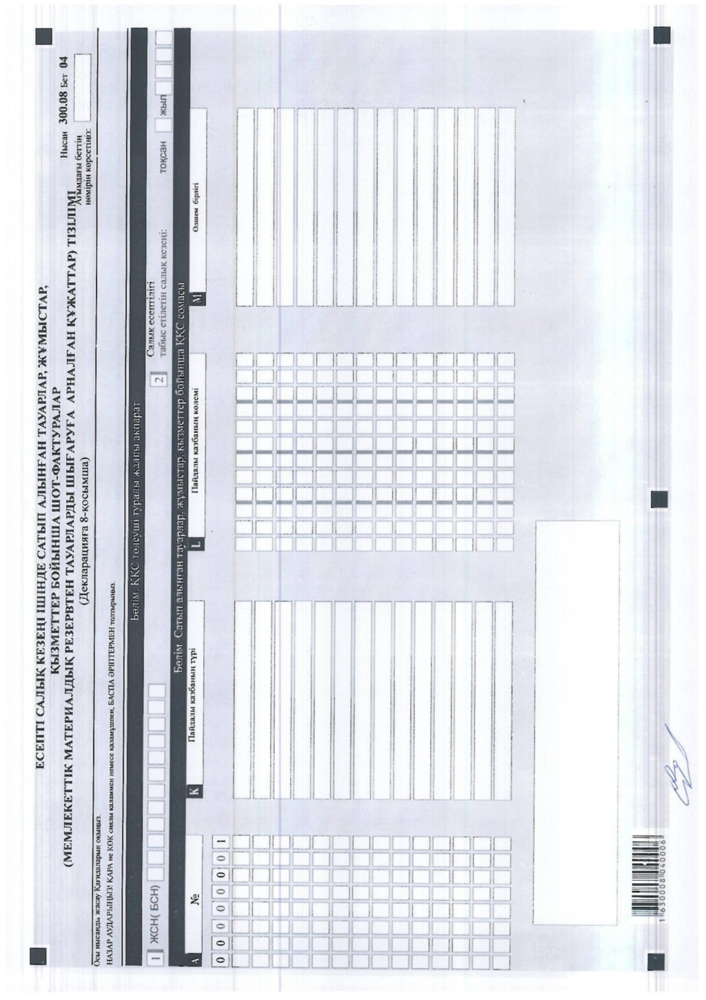 ЕСЕПТІ САЛЫҚ КЕЗЕҢІ ІШІНДЕ САТЫП АЛЫНҒАН ТАУАРЛАР, ЖҰМЫСТАР,
ҚЫЗМЕТТЕР БОЙЫНША ШОТ-ФАКТУРАЛАР
(МЕМЛЕКЕТТІК МАТЕРИАЛДЫҚ РЕЗЕРВТЕН ТАУАРЛАРДЫ ШЫҒАРУҒА АРНАЛҒАН ҚҰЖАТТАР) ТІЗІЛІМІ
(Декларацияға 8-қосымша)
Нысан 300.08 Бет 04
Ағымдағы беттің
нөмірін көрсетіңіз:
Осы нысанды жасау Қағидаларын оқыңыз.
НАЗАР АУДАРЫҢЫЗ! ҚАРА не КӨК сиялы қаламмен немесе қаламұшпен, БАСПА ӘРІПТЕРМЕН толтырыңыз.
Бөлім. ҚҚС төлеуші туралы жалпы ақпарат
1 ЖСН( БСН)
2 Салық есептілігі
табыс етілетін салық кезеңі: тоқсан жыл
Бөлім. Сатып алынған тауарлар, жұмыстар, қызметтер бойынша ҚҚС сомасы
A № K Пайдалы қазбаның түрі L Пайдалы қазбаның көлемі M Өлшем бірлігі
0 0 0 0 0 0 0 1
1 630008 040006